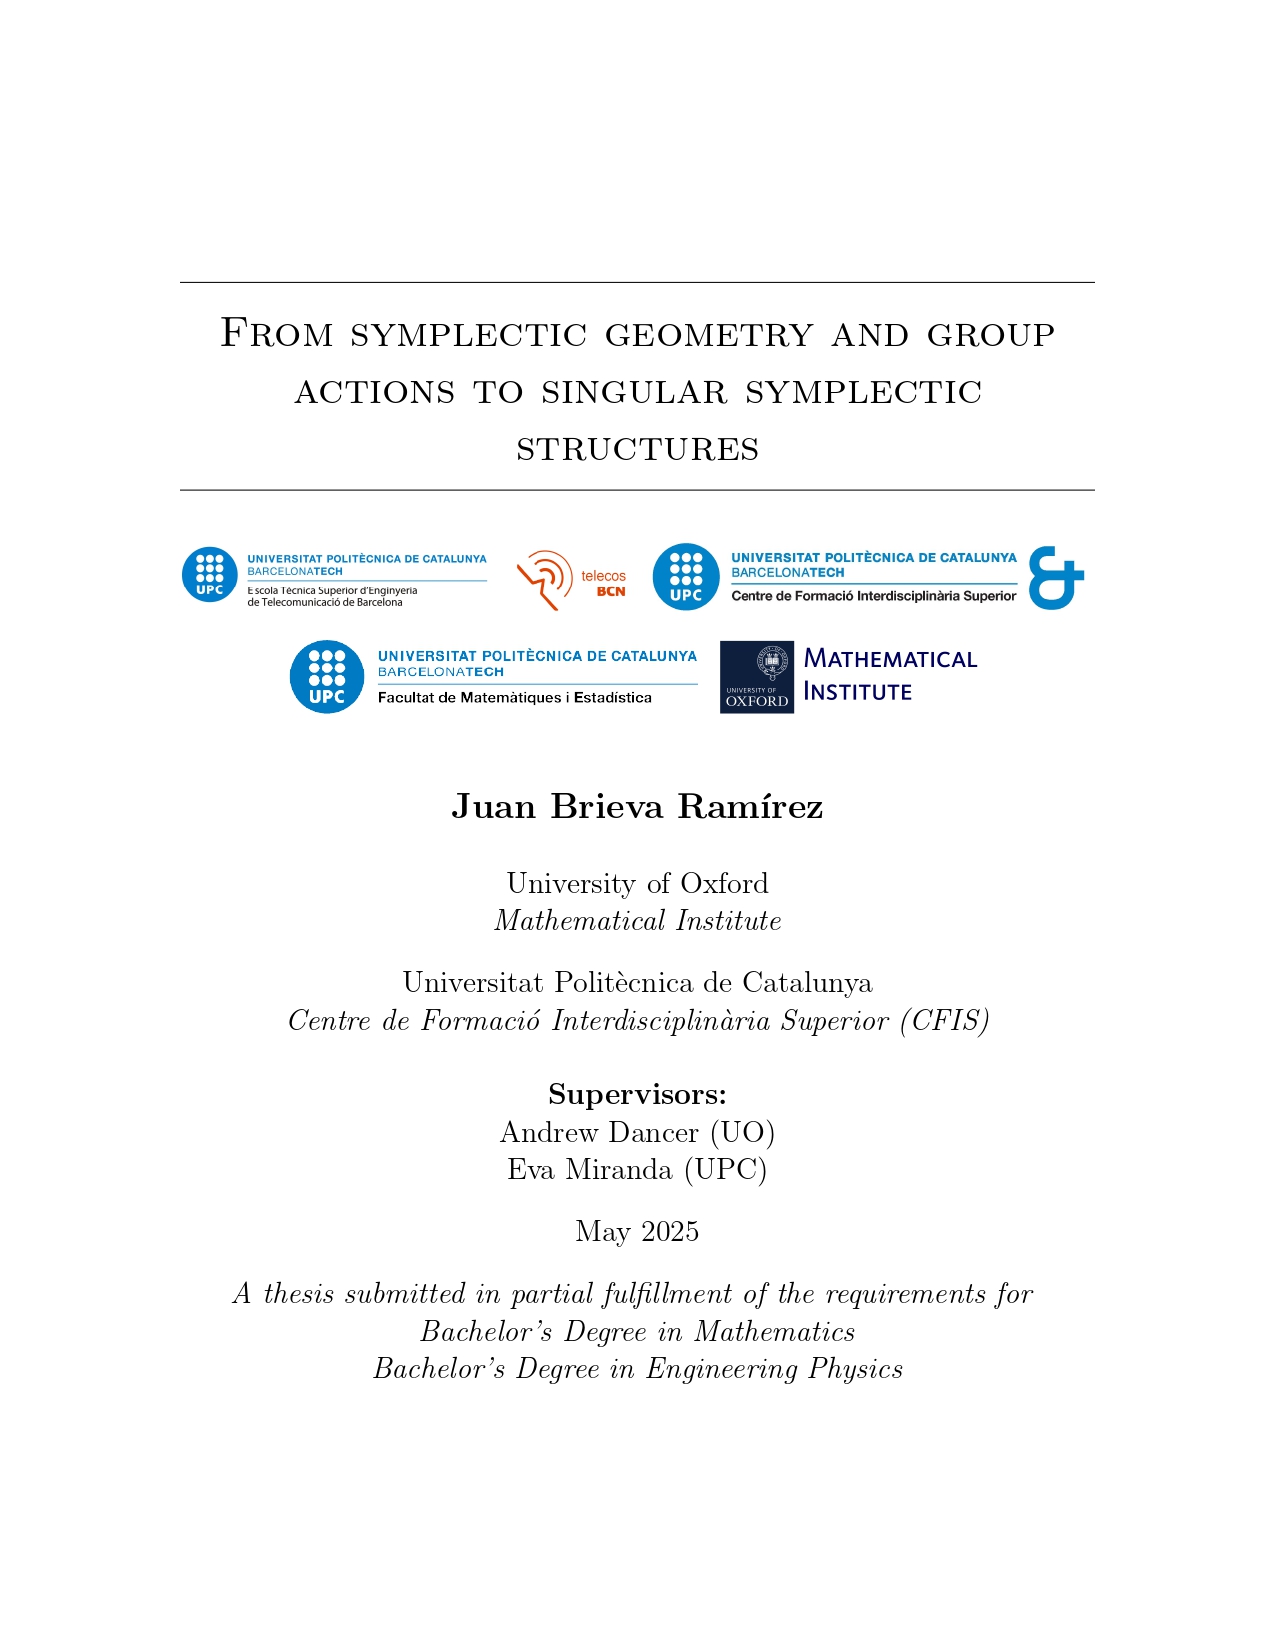 From symplectic geometry and group
actions to singular symplectic
structures
UNIVERSITAT POLITÈCNICA DE CATALUNYA
BARCELONATECH
Escola Tècnica Superior d'Enginyeria
de Telecomunicació de Barcelona
UPC
telecos
BCN
UNIVERSITAT POLITÈCNICA DE CATALUNYA
BARCELONATECH
Centre de Formació Interdisciplinària Superior
UPC
&
UNIVERSITAT POLITÈCNICA DE CATALUNYA
BARCELONATECH
Facultat de Matemàtiques i Estadística
UPC
UNIVERSITY OF
OXFORD
Mathematical
Institute
Juan Brieva Ramírez
University of Oxford
Mathematical Institute
Universitat Politècnica de Catalunya
Centre de Formació Interdisciplinària Superior (CFIS)
Supervisors:
Andrew Dancer (UO)
Eva Miranda (UPC)
May 2025
A thesis submitted in partial fulfillment of the requirements for
Bachelor's Degree in Mathematics
Bachelor's Degree in Engineering Physics